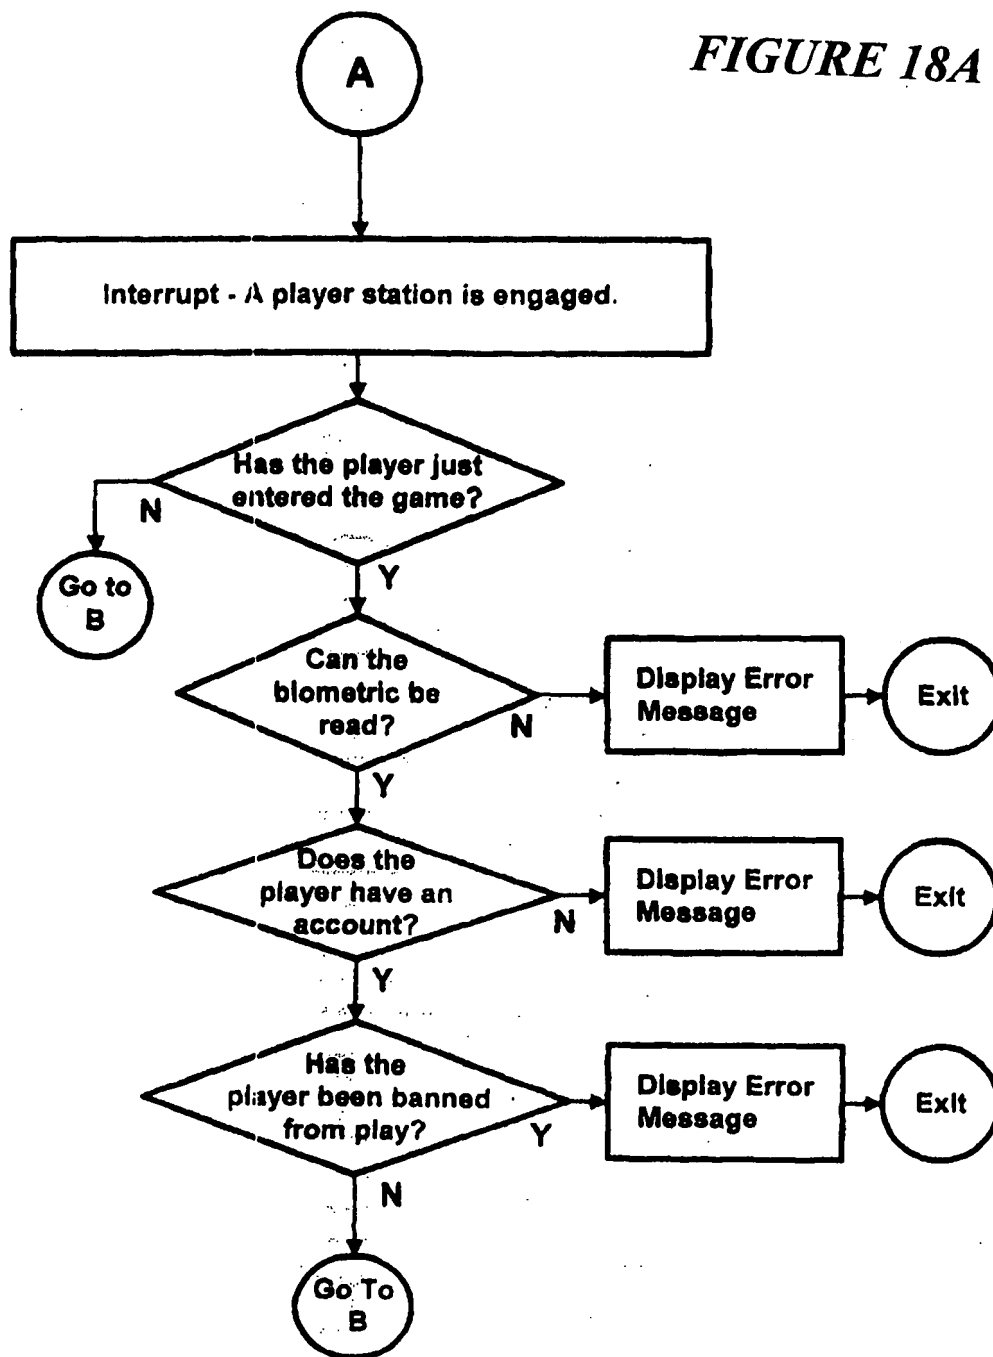 FIGURE 18A
A
Interrupt - A player station is engaged.
Has the player just
entered the game?
N
Y
Go to
B
Can the
biometric be
read?
N
Y
Display Error
Message
Exit
Does the
player have an
account?
N
Y
Display Error
Message
Exit
Has the
player been banned
from play?
Y
N
Display Error
Message
Exit
Go To
B